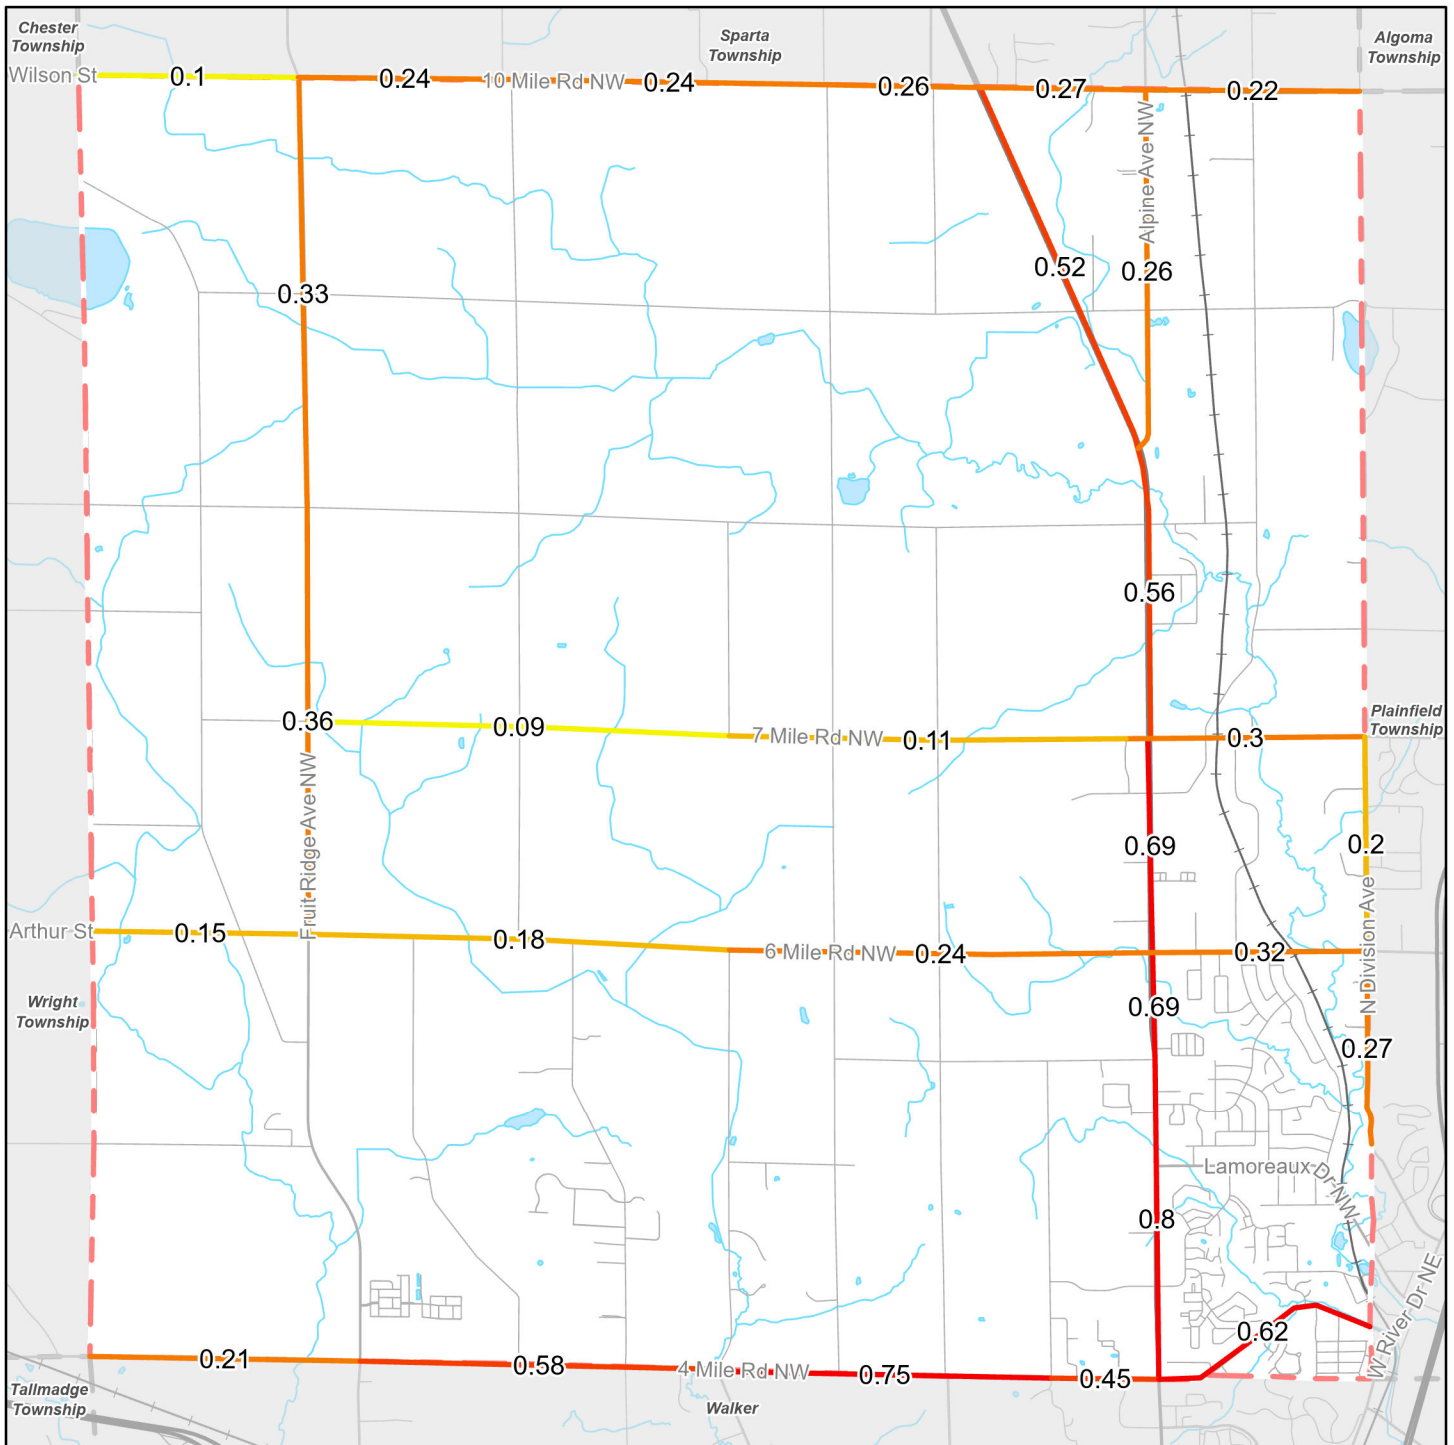 Chester
Township
Sparta
Township
Algoma
Township
Wilson St
0.1
0.24
10 Mile Rd NW
0.24
0.26
0.27
0.22
Alpine Ave NW
0.52
0.26
0.33
0.56
0.36
0.09
7 Mile Rd NW
0.11
0.3
Plainfield
Township
Fruit Ridge Ave NW
0.69
0.2
Arthur St
0.15
0.18
6 Mile Rd NW
0.24
0.32
N Division Ave
Wright
Township
0.69
0.27
Lamoreaux Dr NW
0.8
0.62
W River Dr NE
0.21
0.58
4 Mile Rd NW
0.75
0.45
Tallmadge
Township
Walker